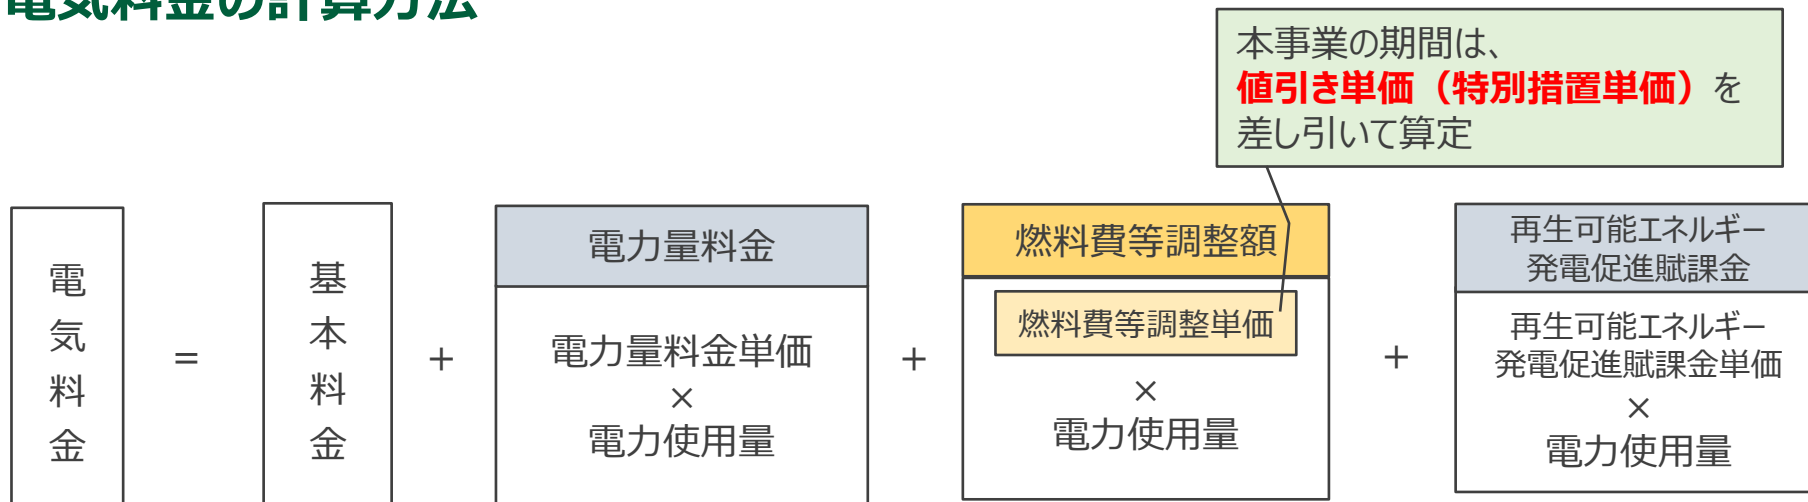 電気料金の計算方法
本事業の期間は、
値引き単価（特別措置単価）を
差し引いて算定
電気料金
=
基本料金
+
電力量料金
電力量料金単価
×
電力使用量
+
燃料費等調整額
燃料費等調整単価
×
電力使用量
+
再生可能エネルギー
発電促進賦課金
再生可能エネルギー
発電促進賦課金単価
×
電力使用量